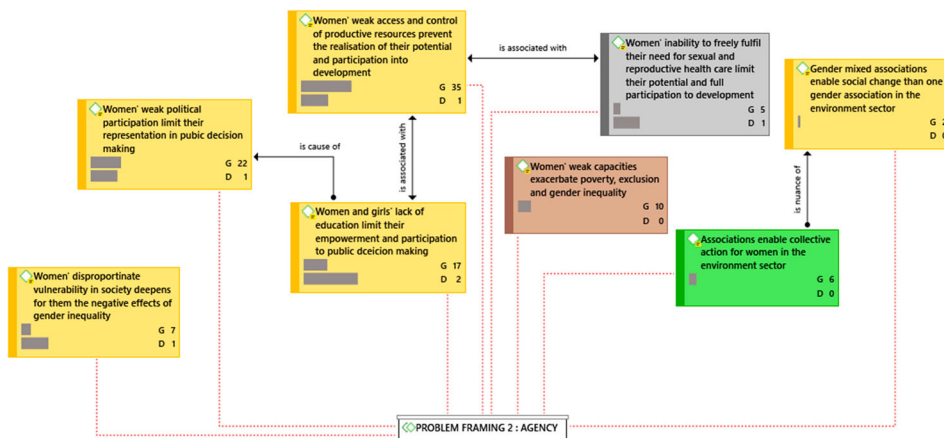 Women' weak access and control
of productive resources prevent
the realisation of their potential
and participation into
development
G 35
D 1
is associated with
Women' inability to freely fulfil
their need for sexual and
reproductive health care limit
their potential and full
participation to development
G 5
D 1
Gender mixed associations
enable social change than one
gender association in the
environment sector
G 2
D
Women' weak political
participation limit their
representation in pubic decision
making
G 22
D 1
is cause of
is associated with
Women' weak capacities
exacerbate poverty, exclusion
and gender inequality
G 10
D 0
is nuance of
Women and girls' lack of
education limit their
empowerment and participation
to public dceicion making
G 17
D 2
Associations enable collective
action for women in the
environment sector
G 6
D 0
Women' disproportinate
vulnerability in society deepens
for them the negative effects of
gender inequality
G 7
D 1
PROBLEM FRAMING 2 : AGENCY